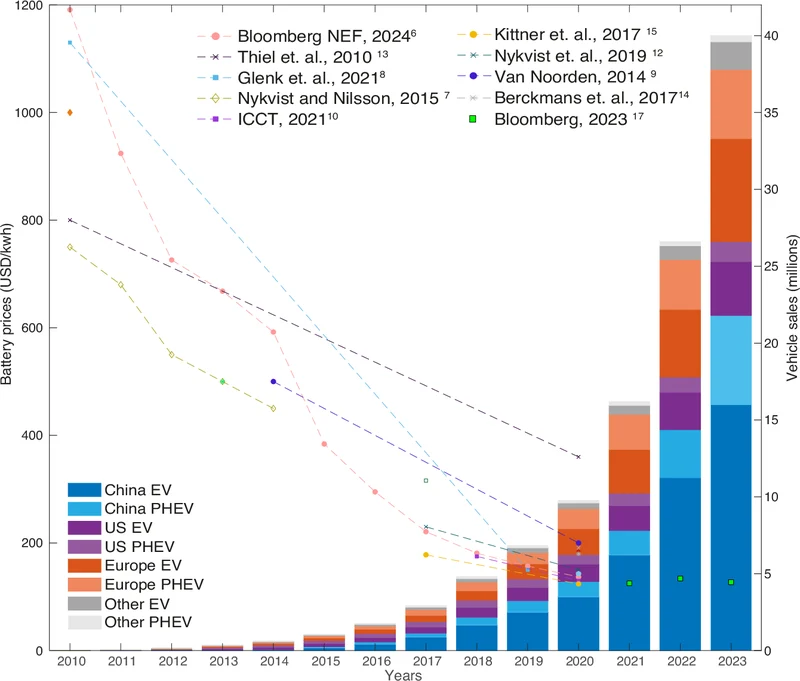 1200
1000
800
600
400
200
0
Battery prices (USD/kwh)
Bloomberg NEF, 2024⁶
Thiel et. al., 2010 ¹³
Glenk et. al., 2021⁸
Nykvist and Nilsson, 2015 ⁷
ICCT, 2021¹⁰
Kittner et. al., 2017 ¹⁵
Nykvist et. al., 2019 ¹²
Van Noorden, 2014 ⁹
Berckmans et. al., 2017¹⁴
Bloomberg, 2023 ¹⁷
China EV
China PHEV
US EV
US PHEV
Europe EV
Europe PHEV
Other EV
Other PHEV
40
35
30
25
20
15
10
5
0
Vehicle sales (millions)
2010 2011 2012 2013 2014 2015 2016 2017 2018 2019 2020 2021 2022 2023
Years